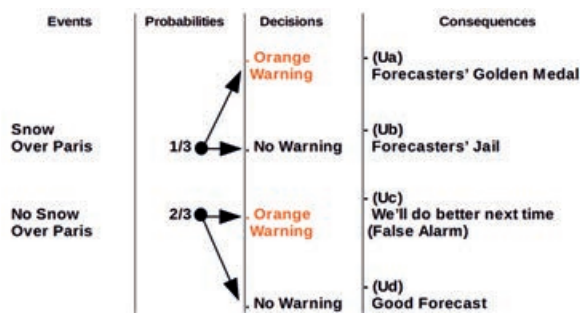 Events Probabilities Decisions Consequences
- Orange Warning
- (Ua)
Forecasters' Golden Medal
Snow
Over Paris
1/3
No Warning
- (Ub)
Forecasters' Jail
No Snow
Over Paris
2/3
Orange
Warning
- (Uc)
We'll do better next time
(False Alarm)
No Warning
- (Ud)
Good Forecast